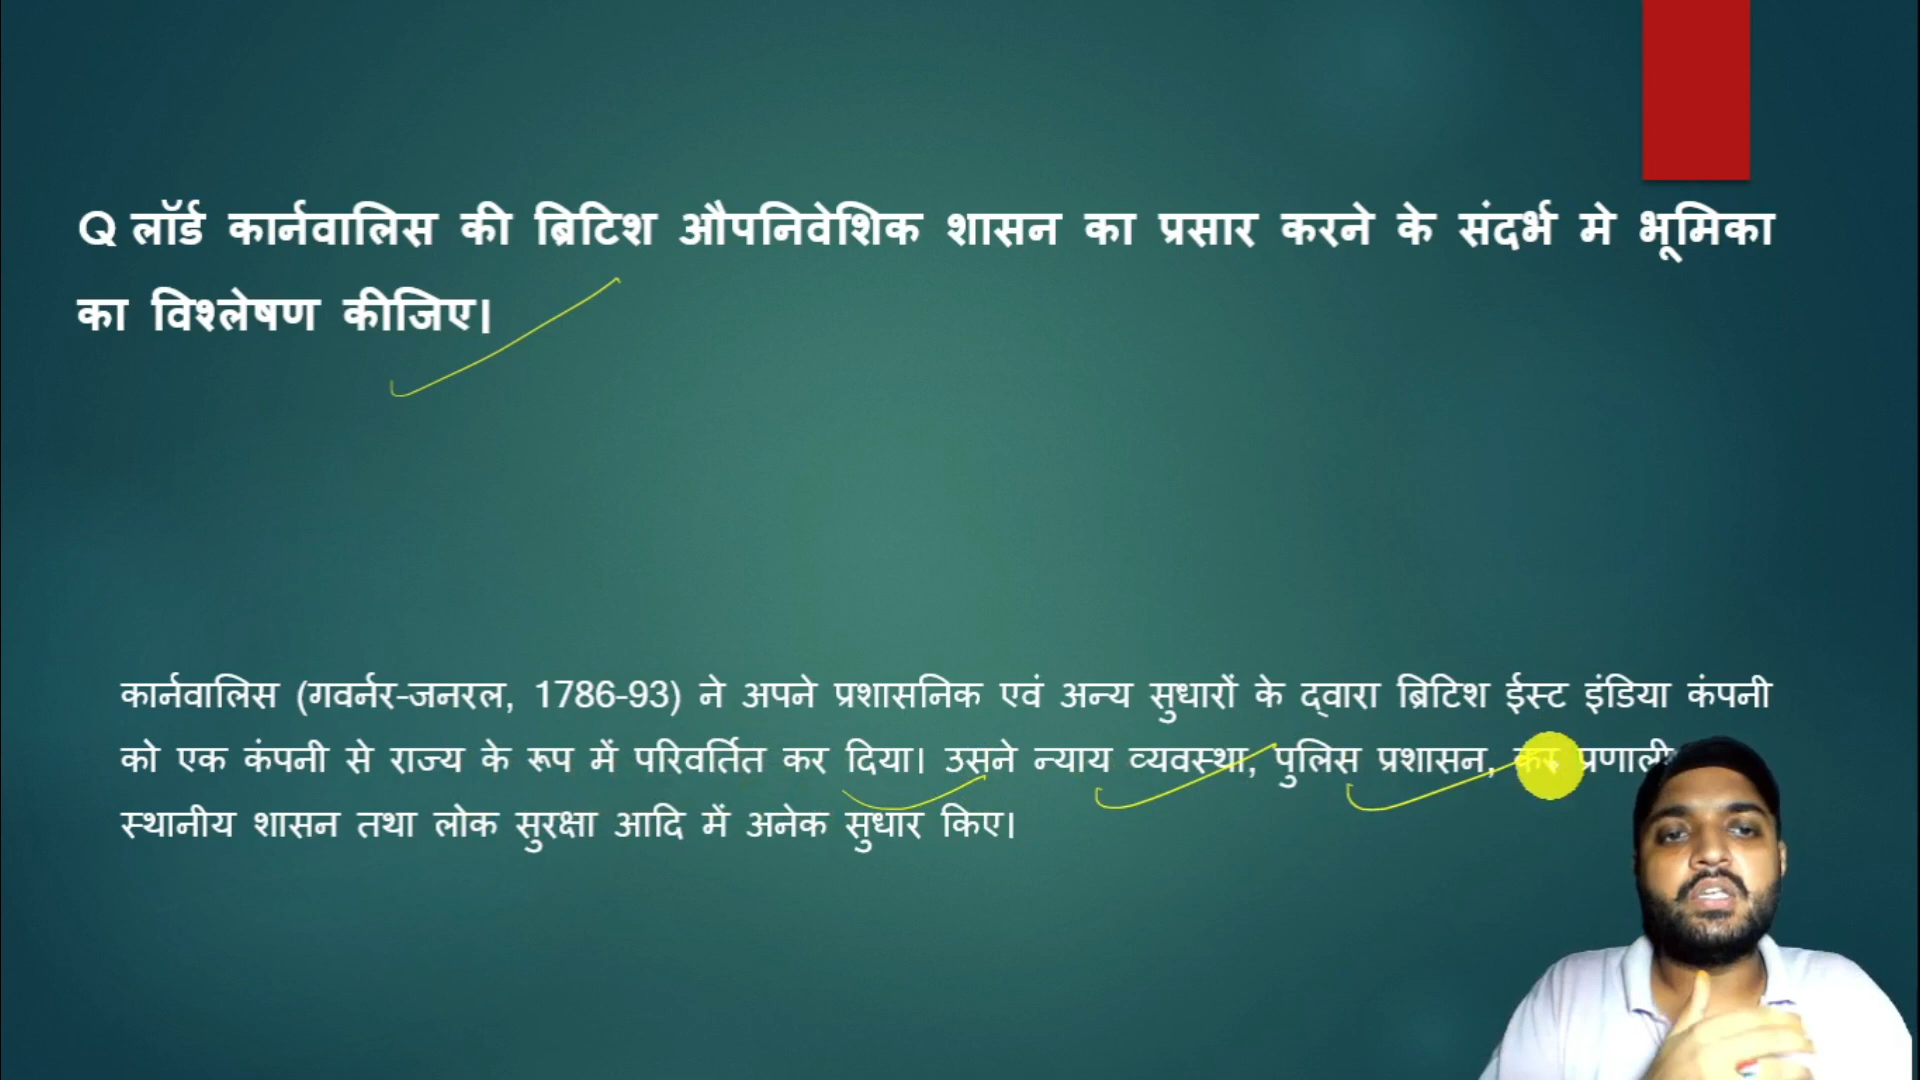 Q लॉर्ड कार्नवालिस की ब्रिटिश औपनिवेशिक शासन का प्रसार करने के संदर्भ मे भूमिका
का विश्लेषण कीजिए।
कार्नवालिस (गवर्नर-जनरल, 1786-93) ने अपने प्रशासनिक एवं अन्य सुधारों के द्वारा ब्रिटिश ईस्ट इंडिया कंपनी
को एक कंपनी से राज्य के रूप में परिवर्तित कर दिया। उसने न्याय व्यवस्था, पुलिस प्रशासन, कर प्रणाली
स्थानीय शासन तथा लोक सुरक्षा आदि में अनेक सुधार किए।